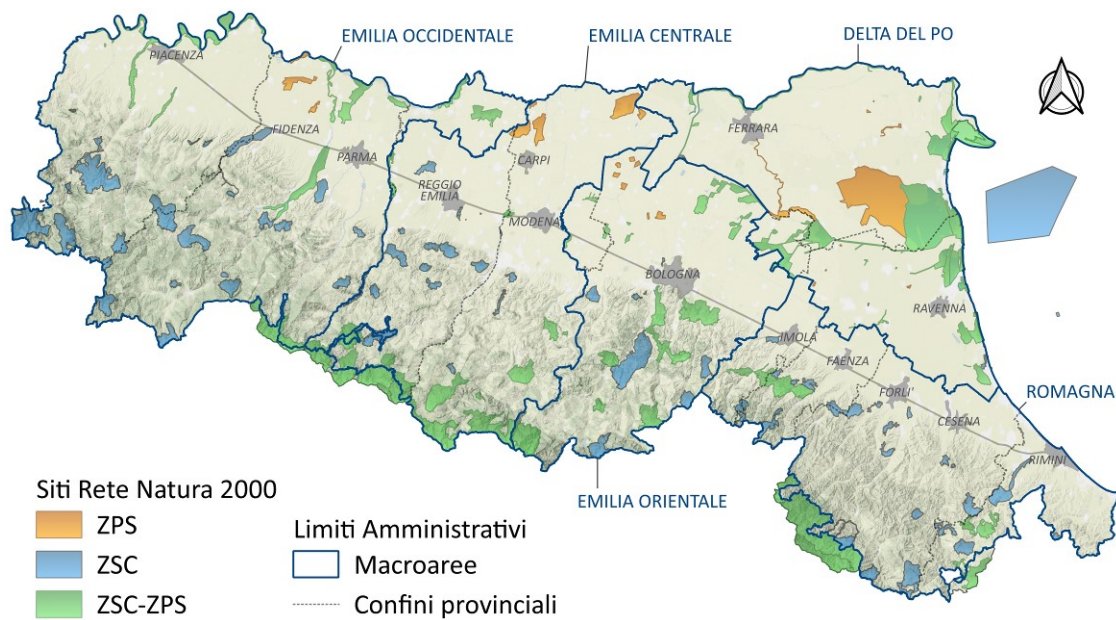 EMILIA OCCIDENTALE
EMILIA CENTRALE
DELTA DEL PO
PIACENZA
FIDENZA
PARMA
REGGIO
EMILIA
CARPI
MODENA
FERRARA
BOLOGNA
RAVENNA
IMOLA
FAENZA
FORLI'
CESENA
ROMAGNA
RIMINI
EMILIA ORIENTALE
Siti Rete Natura 2000
ZPS
ZSC
ZSC-ZPS
Limiti Amministrativi
Macroaree
Confini provinciali